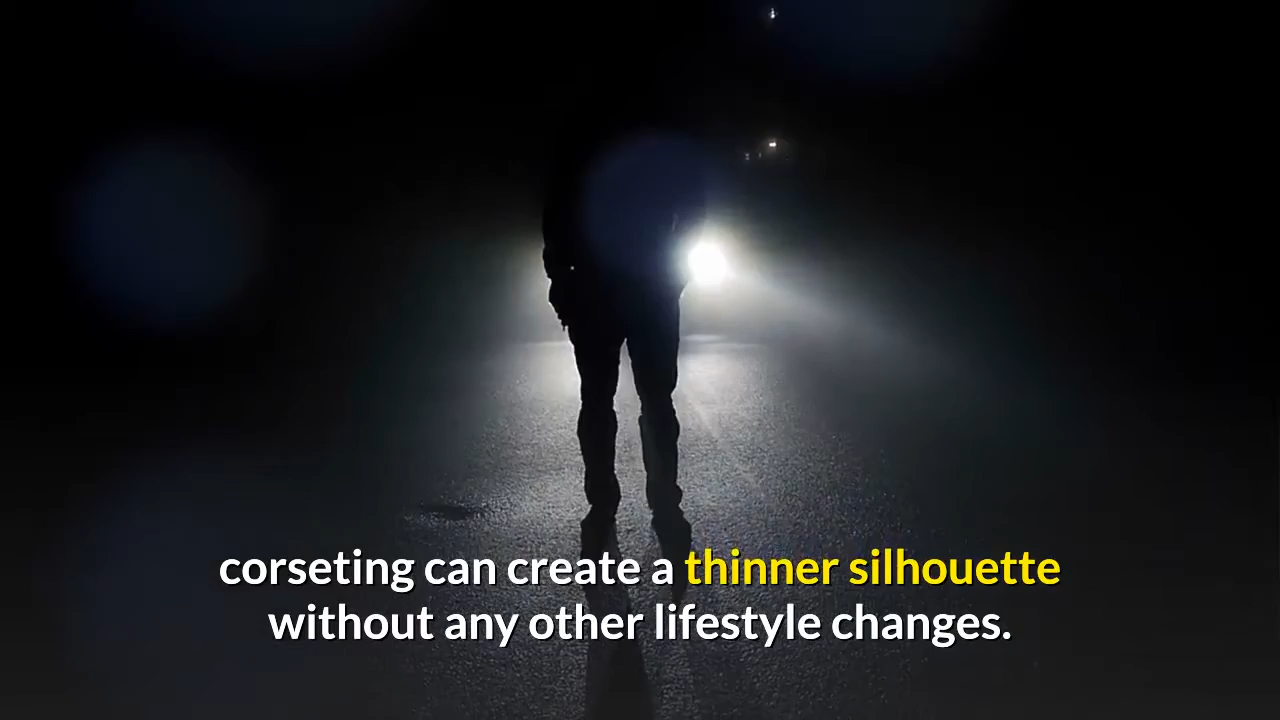 corseting can create a thinner silhouette
without any other lifestyle changes.